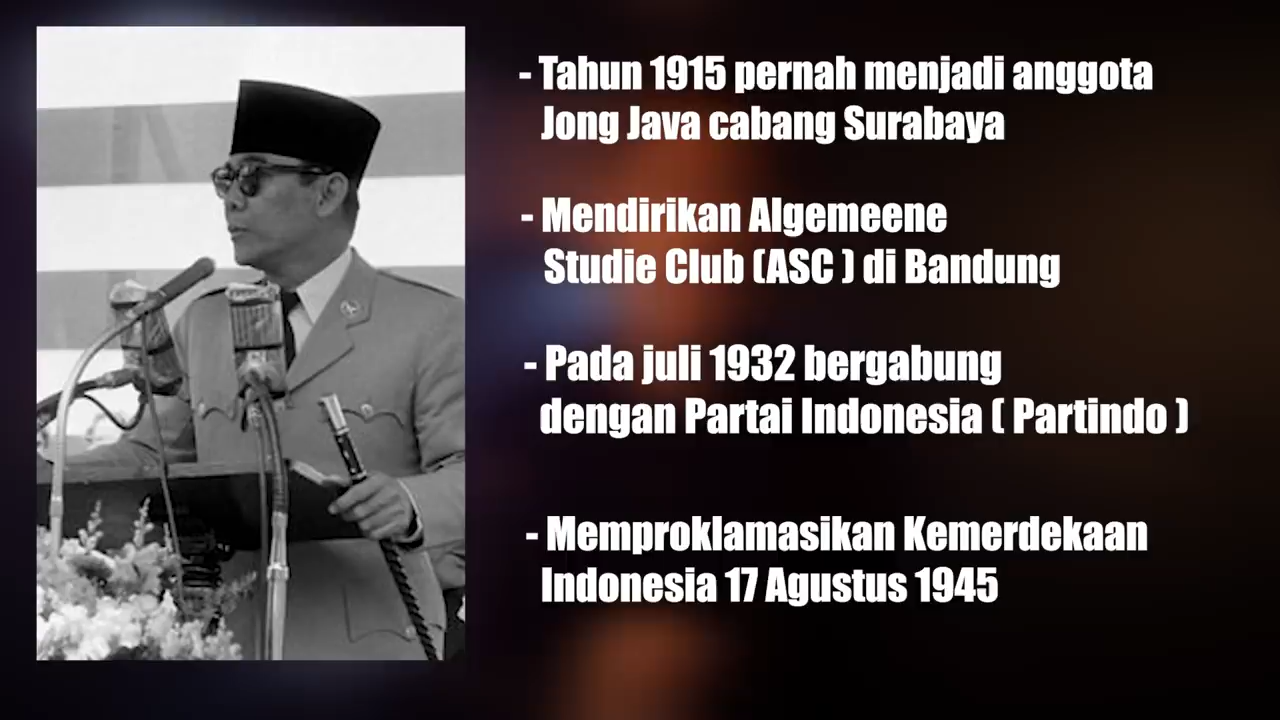 - Tahun 1915 pernah menjadi anggota
Jong Java cabang Surabaya
- Mendirikan Algemeene
Studie Club (ASC ) di Bandung
- Pada juli 1932 bergabung
dengan Partai Indonesia ( Partindo )
- Memproklamasikan Kemerdekaan
Indonesia 17 Agustus 1945